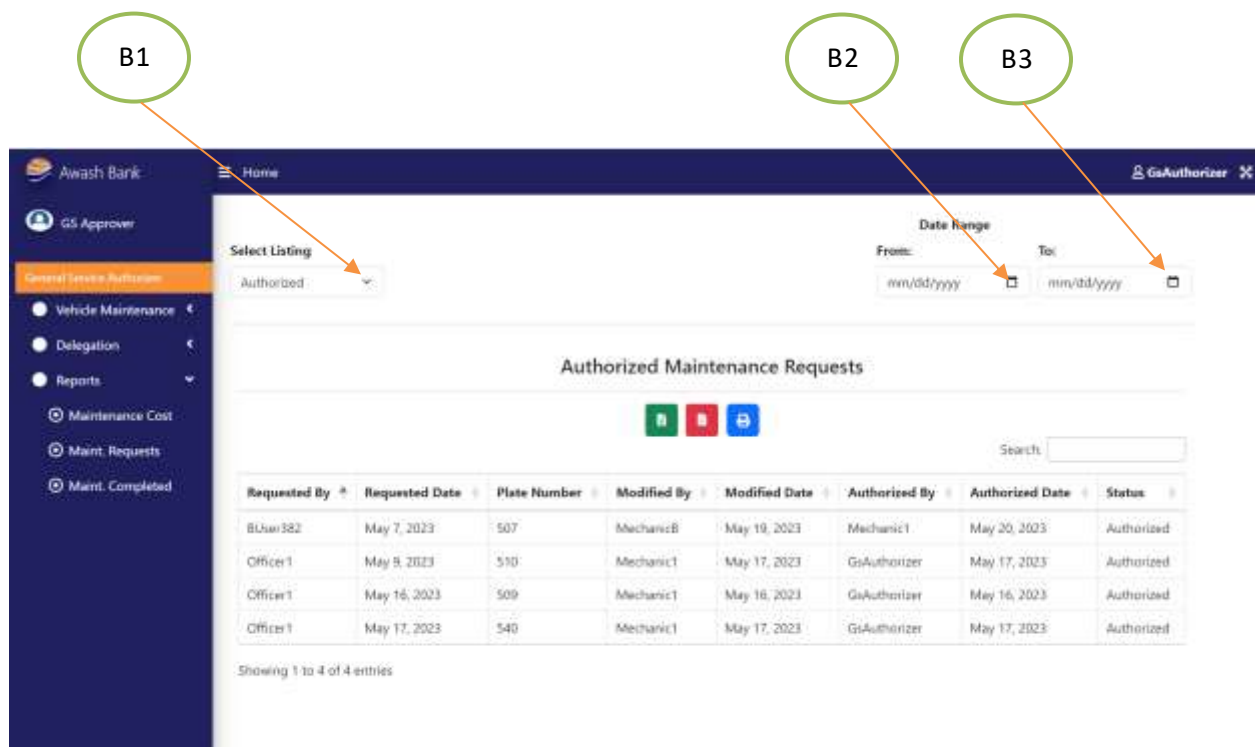 B1
B2
B3
Awash Bank
Home
GsAuthorizer
GS Approver
General Service Authorizer
Vehicle Maintenance
Delegation
Reports
Maintenance Cost
Maint. Requests
Maint. Completed
Date Range
Select Listing
From:
To:
Authorized
mm/dd/yyyy
mm/dd/yyyy
Authorized Maintenance Requests
Search:
Requested By Requested Date Plate Number Modified By Modified Date Authorized By Authorized Date Status
BUser382 May 7, 2023 507 MechanicB May 19, 2023 Mechanic1 May 20, 2023 Authorized
Officer1 May 9, 2023 510 Mechanic1 May 17, 2023 GsAuthorizer May 17, 2023 Authorized
Officer1 May 16, 2023 509 Mechanic1 May 16, 2023 GsAuthorizer May 16, 2023 Authorized
Officer1 May 17, 2023 540 Mechanic1 May 17, 2023 GsAuthorizer May 17, 2023 Authorized
Showing 1 to 4 of 4 entries